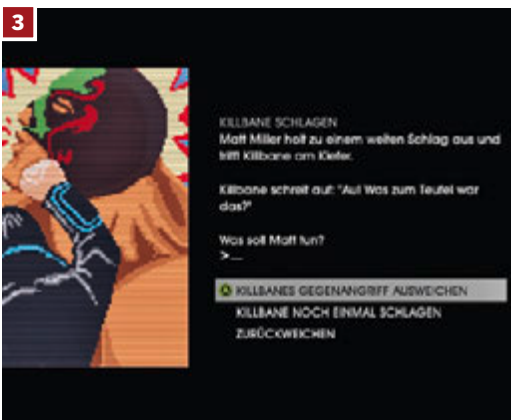 3
KILLBANE SCHLAGEN
Matt Miller holt zu einem weiten Schlag aus und
trifft Killbane am Kiefer.
Killbane schreit auf: "Au! Was zum Teufel war
das?"
Was soll Matt tun?
>_
A KILLBANES GEGENANGRIFF AUSWEICHEN
KILLBANE NOCH EINMAL SCHLAGEN
ZURÜCKWEICHEN